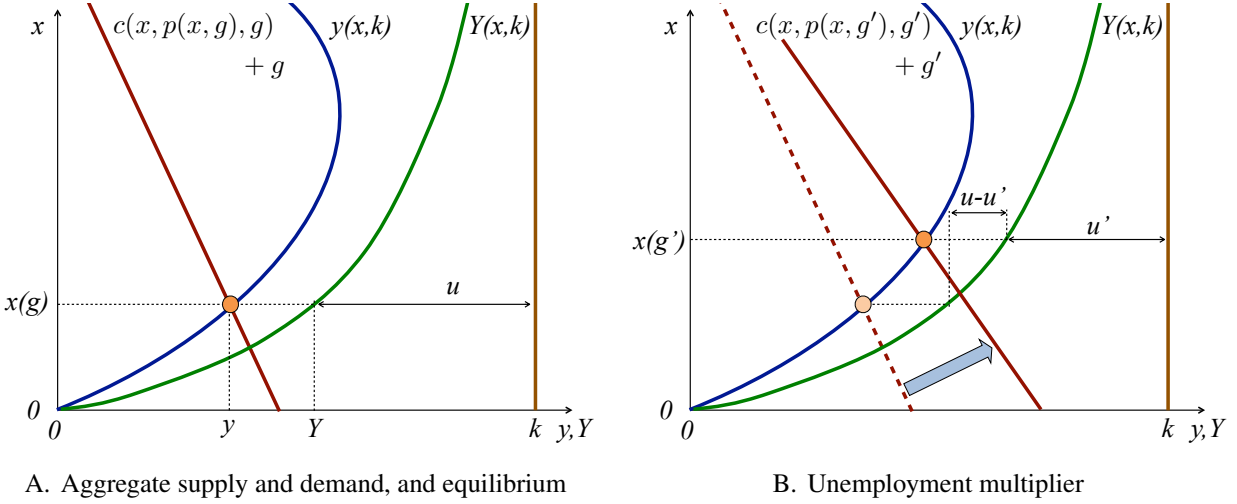 x
c(x, p(x, g), g)
+ g
y(x,k)
Y(x,k)
x(g)
u
0
0
y
Y
k
y,Y
A. Aggregate supply and demand, and equilibrium
x
c(x, p(x, g′), g′)
+ g′
y(x,k)
Y(x,k)
u-u’
x(g’)
u’
0
0
k
y,Y
B. Unemployment multiplier